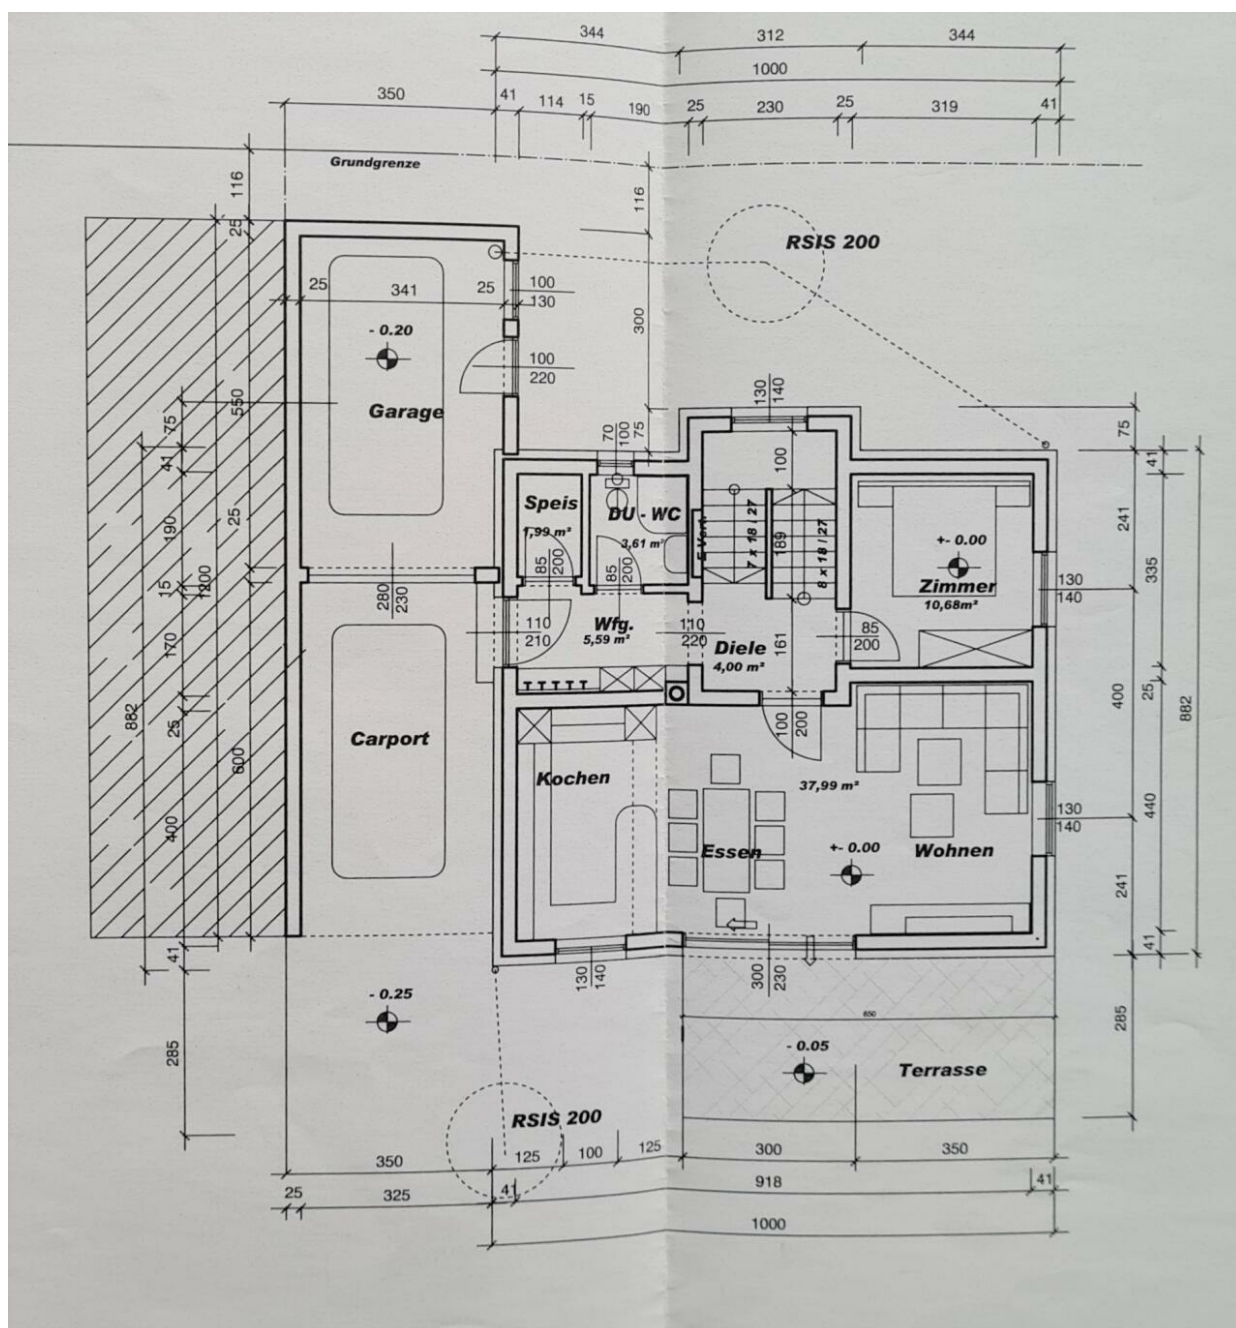 344 312 344
1000
350 41 114 15 190 25 230 25 319 41
Grundgrenze
116
116
25
RSIS 200
25 341 25
100
130
- 0.20
300
100
220
130
140
Garage
550
75
75
70
100
75
41
41
100
Speis
1,99 m²
DU - WC
3,61 m²
E-Vert.
7 x 18 / 27
189
8 x 18 / 27
241
190
25
+- 0.00
Zimmer
10,68m²
335
130
140
85
200
85
200
280
230
15
1200
110
210
Wfg.
5,59 m²
110
220
Diele
4,00 m²
161
85
200
170
400
25
882
882
25
100
200
Carport
Kochen
37,99 m²
600
440
130
140
400
Essen
+- 0.00
Wohnen
241
41
41
130
140
300
230
- 0.25
650
285
285
- 0.05
Terrasse
RSIS 200
350 125 100 125 300 350
25 325 41 918 41
1000